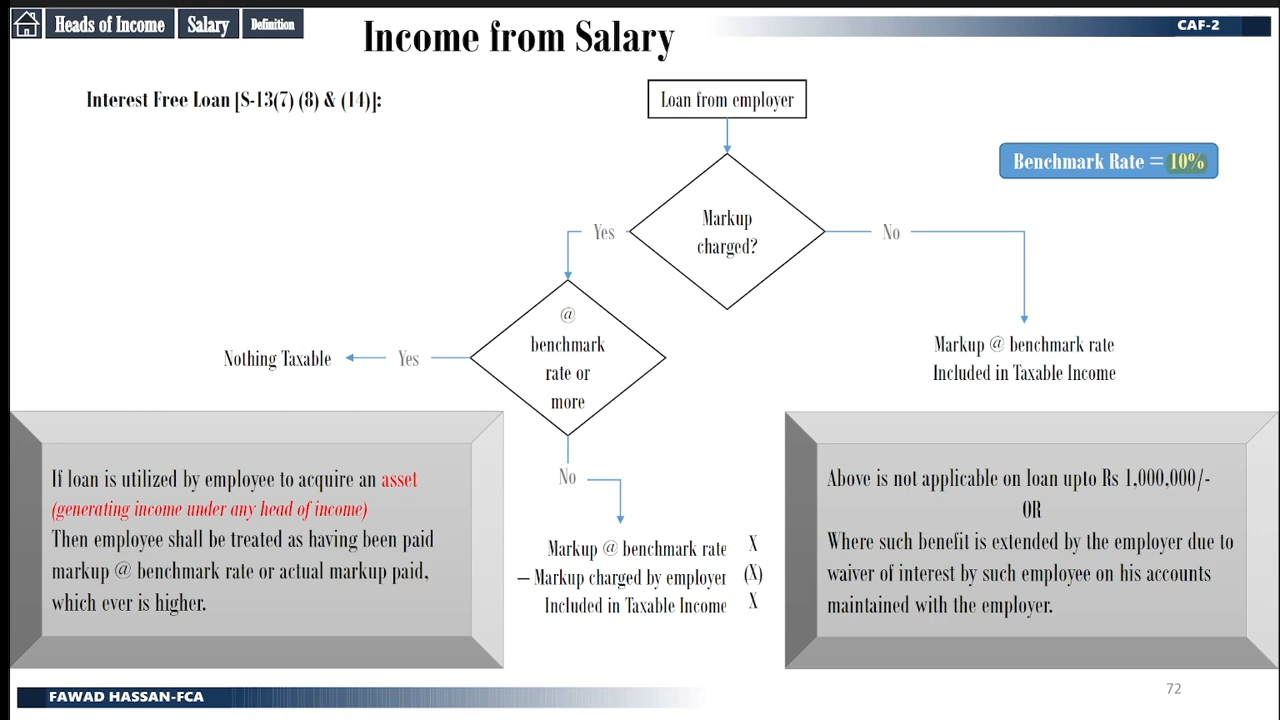 Heads of Income
Salary
Definition
Income from Salary
CAF-2
Interest Free Loan [S-13(7) (8) & (14)]:
Loan from employer
Benchmark Rate = 10%
Markup
charged?
Yes
No
@
benchmark
rate or
more
Nothing Taxable
Yes
Markup @ benchmark rate
Included in Taxable Income
No
Markup @ benchmark rate X
– Markup charged by employer (X)
Included in Taxable Income X
If loan is utilized by employee to acquire an asset
(generating income under any head of income)
Then employee shall be treated as having been paid
markup @ benchmark rate or actual markup paid,
which ever is higher.
Above is not applicable on loan upto Rs 1,000,000/-
OR
Where such benefit is extended by the employer due to
waiver of interest by such employee on his accounts
maintained with the employer.
FAWAD HASSAN-FCA
72